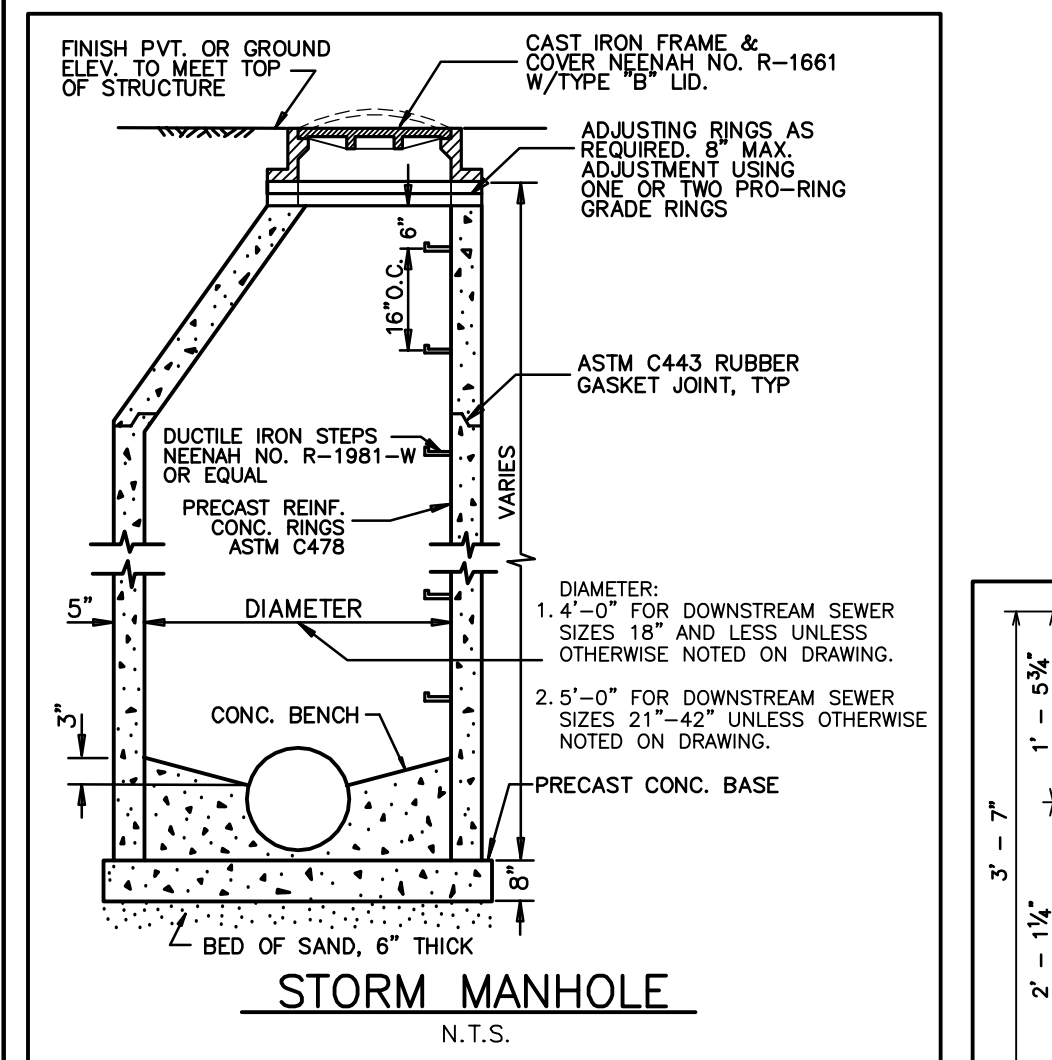 FINISH PVT. OR GROUND
ELEV. TO MEET TOP
OF STRUCTURE
CAST IRON FRAME &
COVER NEENAH NO. R-1661
W/TYPE "B" LID.
ADJUSTING RINGS AS
REQUIRED. 8" MAX.
ADJUSTMENT USING
ONE OR TWO PRO-RING
GRADE RINGS
6"
16"O.C.
ASTM C443 RUBBER
GASKET JOINT, TYP
DUCTILE IRON STEPS
NEENAH NO. R-1981-W
OR EQUAL
VARIES
PRECAST REINF.
CONC. RINGS
ASTM C478
5"
DIAMETER
DIAMETER:
1. 4'-0" FOR DOWNSTREAM SEWER
SIZES 18" AND LESS UNLESS
OTHERWISE NOTED ON DRAWING.
2. 5'-0" FOR DOWNSTREAM SEWER
SIZES 21"-42" UNLESS OTHERWISE
NOTED ON DRAWING.
3"
CONC. BENCH
PRECAST CONC. BASE
8"
BED OF SAND, 6" THICK
STORM MANHOLE
N.T.S.
1' - 5¾"
3' - 7"
2' - 1¼"